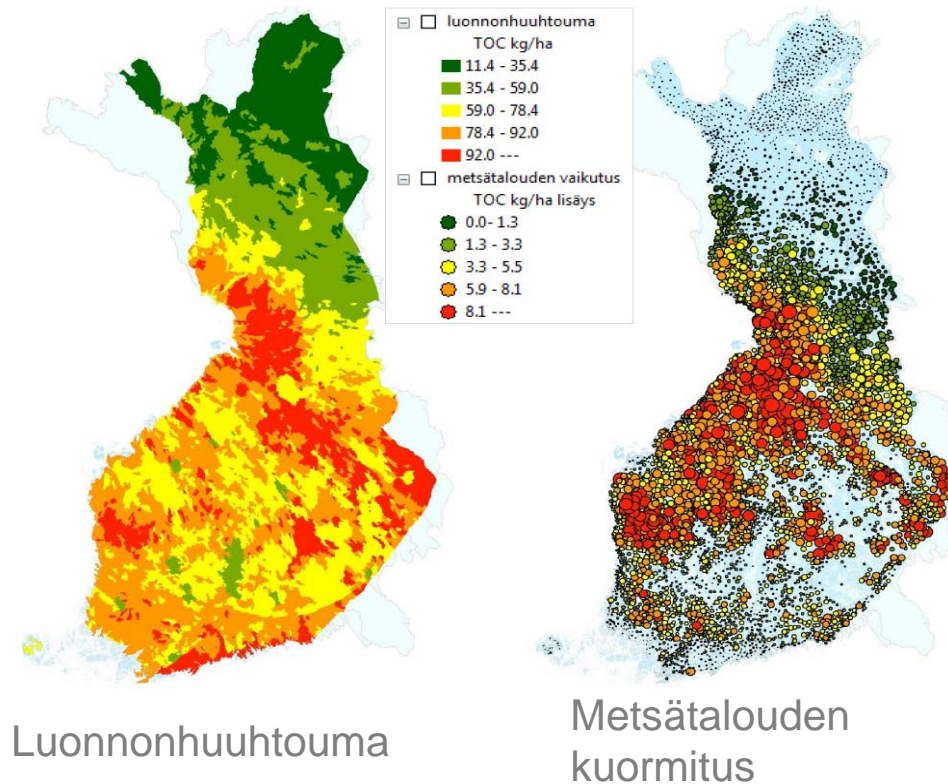 luonnonhuuhtouma
TOC kg/ha
11.4 - 35.4
35.4 - 59.0
59.0 - 78.4
78.4 - 92.0
92.0 ---
metsätalouden vaikutus
TOC kg/ha lisäys
0.0- 1.3
1.3 - 3.3
3.3 - 5.5
5.9 - 8.1
8.1 ---
Luonnonhuuhtouma
Metsätalouden
kuormitus